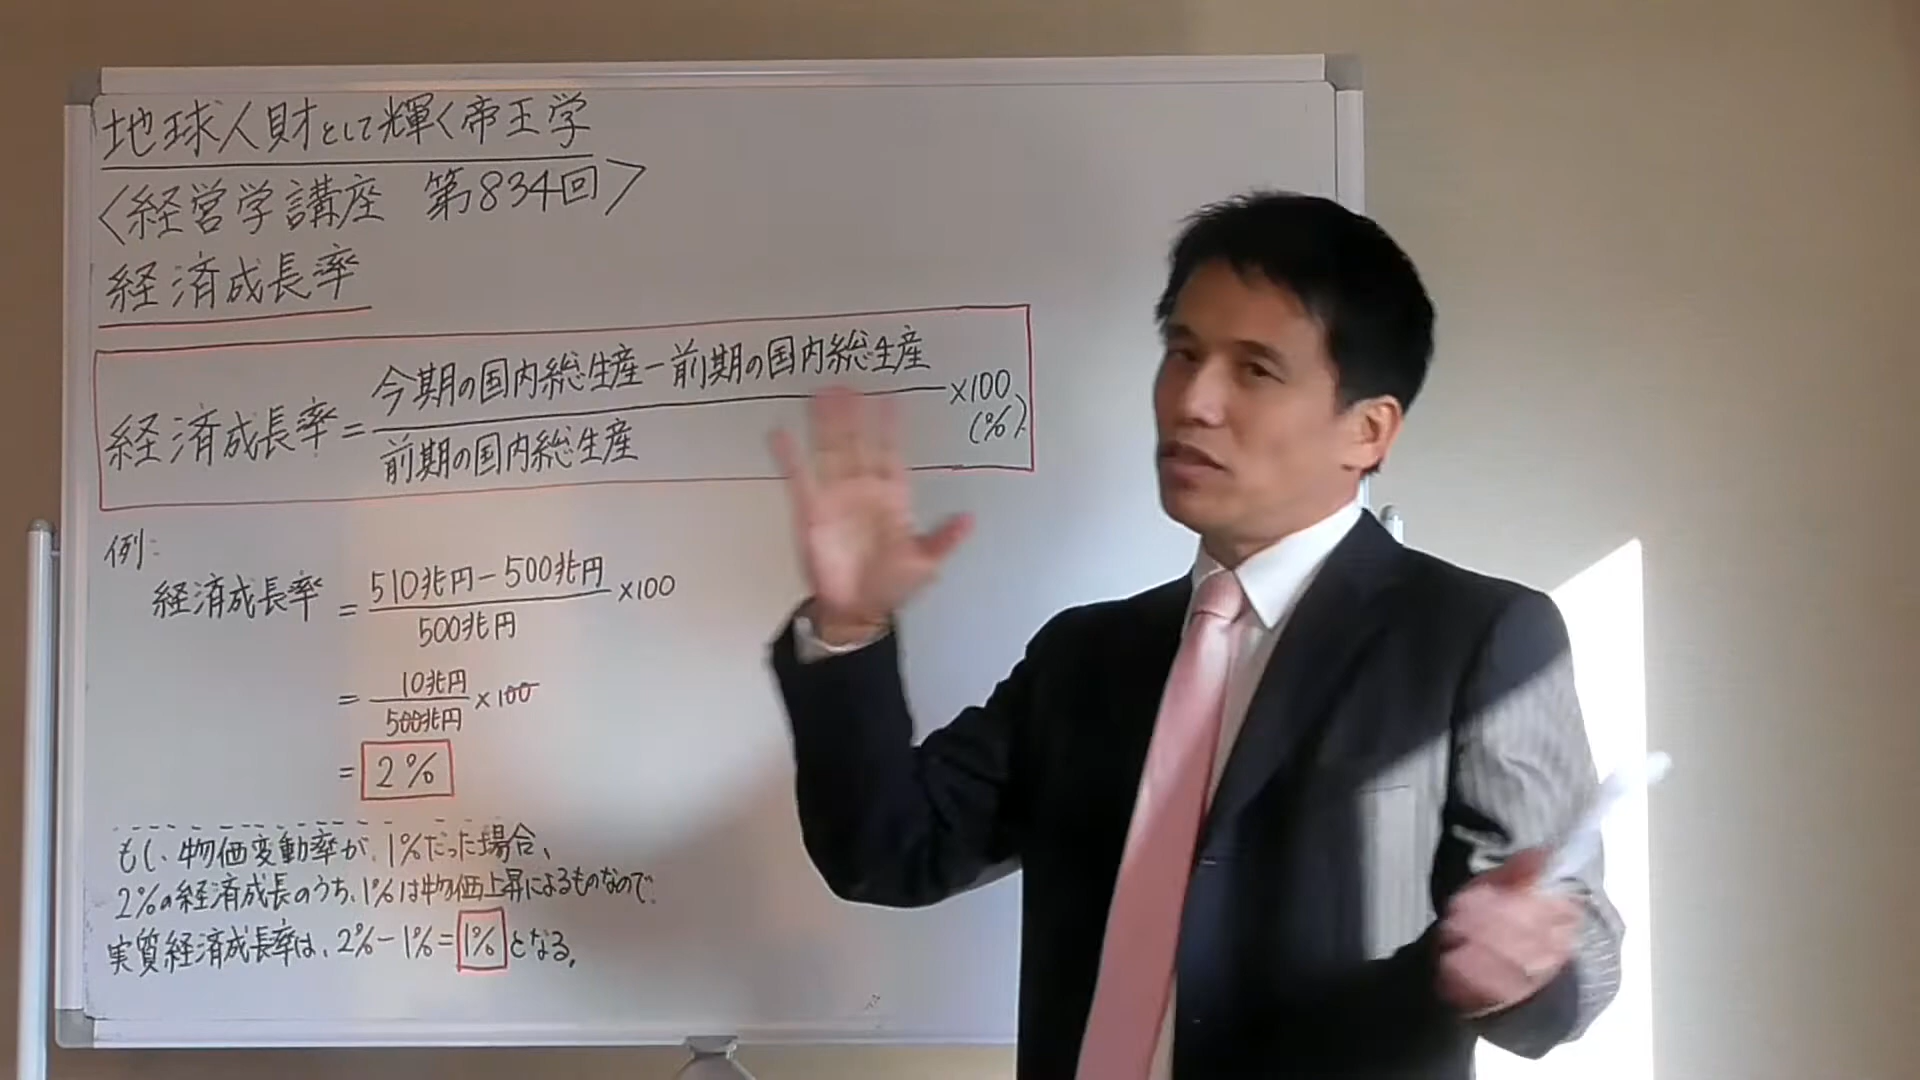 地球人財として輝く帝王学
〈経営学講座 第834回〉
経済成長率
経済成長率=今期の国内総生産-前期の国内総生産/前期の国内総生産×100(%)
例:
経済成長率=510兆円-500兆円/500兆円×100
=10兆円/500兆円×100
=2%
もし、物価変動率が、1%だった場合、
2%の経済成長のうち、1%は物価上昇によるものなので、
実質経済成長率は、2%-1%=1%となる。